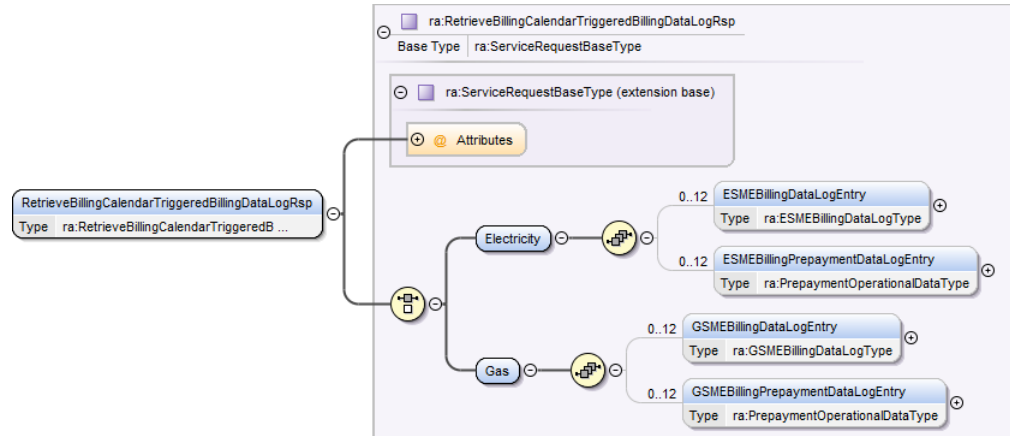 ra:RetrieveBillingCalendarTriggeredBillingDataLogRsp
Base Type ra:ServiceRequestBaseType
ra:ServiceRequestBaseType (extension base)
@ Attributes
RetrieveBillingCalendarTriggeredBillingDataLogRsp
Type ra:RetrieveBillingCalendarTriggeredB ...
Electricity
0..12 ESMEBillingDataLogEntry
Type ra:ESMEBillingDataLogType
0..12 ESMEBillingPrepaymentDataLogEntry
Type ra:PrepaymentOperationalDataType
Gas
0..12 GSMEBillingDataLogEntry
Type ra:GSMEBillingDataLogType
0..12 GSMEBillingPrepaymentDataLogEntry
Type ra:PrepaymentOperationalDataType